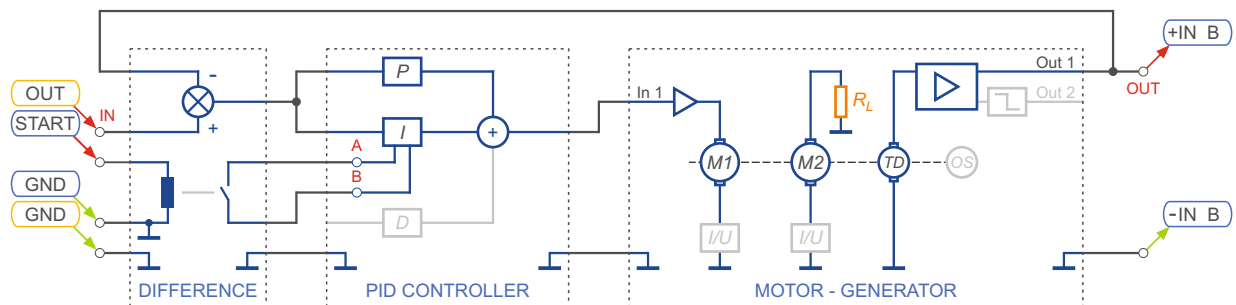 +IN B
-
P
In 1
Out 1
OUT
IN
R_L
Out 2
OUT
START
+
A
I
+
B
M1
M2
TD
OS
GND
GND
D
I/U
I/U
−IN B
DIFFERENCE
PID CONTROLLER
MOTOR - GENERATOR